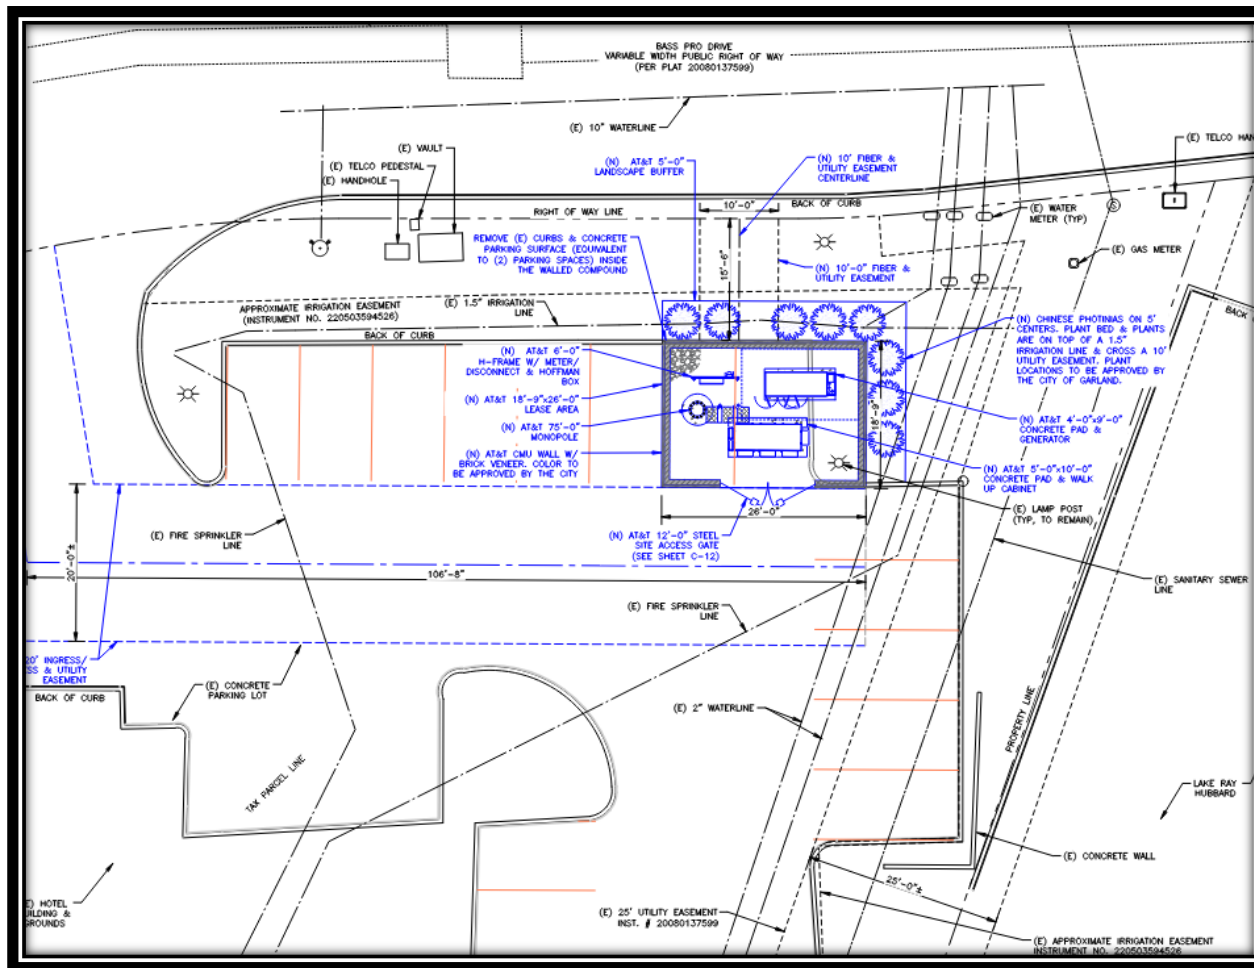 BASS PRO DRIVE
VARIABLE WIDTH PUBLIC RIGHT OF WAY
(PER PLAT 20080137599)
(E) 10" WATERLINE
(E) VAULT
(E) TELCO PEDESTAL
(E) HANDHOLE
(N) AT&T 5'-0"
LANDSCAPE BUFFER
(N) 10' FIBER &
UTILITY EASEMENT
CENTERLINE
(E) TELCO HAN
10'-0"
BACK OF CURB
RIGHT OF WAY LINE
(E) WATER
METER (TYP)
S
REMOVE (E) CURBS & CONCRETE
PARKING SURFACE (EQUIVALENT
TO (2) PARKING SPACES) INSIDE
THE WALLED COMPOUND
15'-6"
(E) GAS METER
(N) 10'-0" FIBER &
UTILITY EASEMENT
APPROXIMATE IRRIGATION EASEMENT
(INSTRUMENT NO. 220503594526)
(E) 1.5" IRRIGATION
LINE
BACK OF CURB
BACK
(N) CHINESE PHOTINIAS ON 5'
CENTERS. PLANT BED & PLANTS
ARE ON TOP OF A 1.5"
IRRIGATION LINE & CROSS A 10'
UTILITY EASEMENT. PLANT
LOCATIONS TO BE APPROVED BY
THE CITY OF GARLAND.
(N) AT&T 6'-0"
H-FRAME W/ METER/
DISCONNECT & HOFFMAN
BOX
(N) AT&T 18'-9"x26'-0"
LEASE AREA
(N) AT&T 75'-0"
MONOPOLE
(N) AT&T CMU WALL W/
BRICK VENEER. COLOR TO
BE APPROVED BY THE CITY
18'-9"
(N) AT&T 4'-0"x9'-0"
CONCRETE PAD &
GENERATOR
(N) AT&T 5'-0"x10'-0"
CONCRETE PAD & WALK
UP CABINET
26'-0"
(E) LAMP POST
(TYP, TO REMAIN)
(E) FIRE SPRINKLER
LINE
(N) AT&T 12'-0" STEEL
SITE ACCESS GATE
(SEE SHEET C-12)
20'-0"±
106'-8"
(E) SANITARY SEWER
LINE
(E) FIRE SPRINKLER
LINE
20' INGRESS/
SS & UTILITY
EASEMENT
BACK OF CURB
(E) CONCRETE
PARKING LOT
(E) 2" WATERLINE
PROPERTY LINE
TAX PARCEL LINE
LAKE RAY
HUBBARD
(E) CONCRETE WALL
25'-0"±
E) HOTEL
UILDING &
GROUNDS
(E) 25' UTILITY EASEMENT
INST. # 20080137599
(E) APPROXIMATE IRRIGATION EASEMENT
INSTRUMENT NO. 220503594526